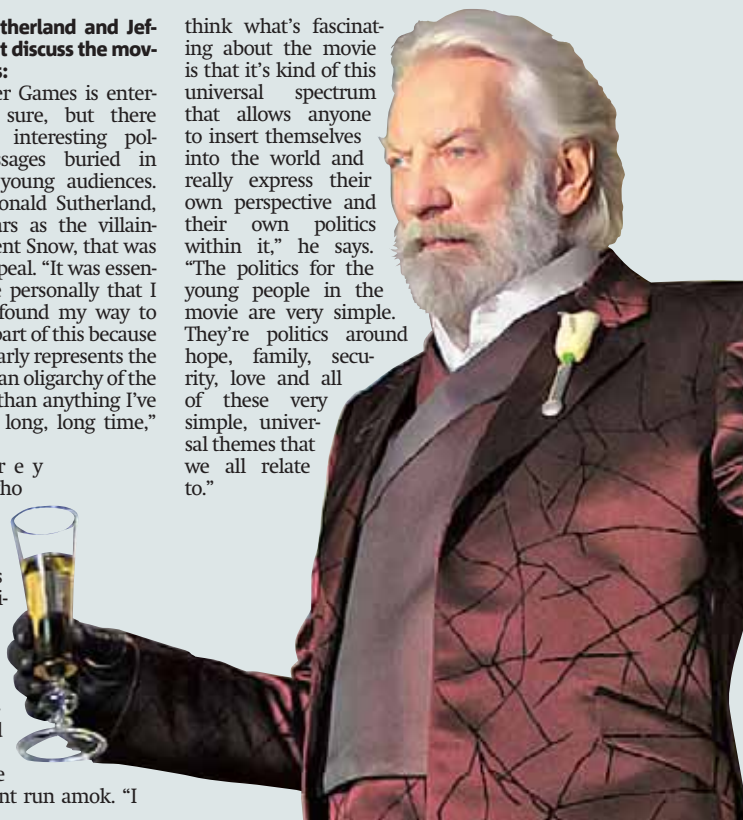 therland and Jef-
t discuss the mov-
s:
er Games is enter-
sure, but there
interesting pol-
ssages buried in
young audiences.
onald Sutherland,
ars as the villain-
ent Snow, that was
peal. “It was essen-
e personally that I
found my way to
part of this because
arly represents the
an oligarchy of the
than anything I’ve
long, long time,”
r e y
ho
s
i-
e
nt run amok. “I
think what’s fascinat-
ing about the movie
is that it’s kind of this
universal spectrum
that allows anyone
to insert themselves
into the world and
really express their
own perspective and
their own politics
within it,” he says.
“The politics for the
young people in the
movie are very simple.
They’re politics around
hope, family, secu-
rity, love and all
of these very
simple, univer-
sal themes that
we all relate
to.”